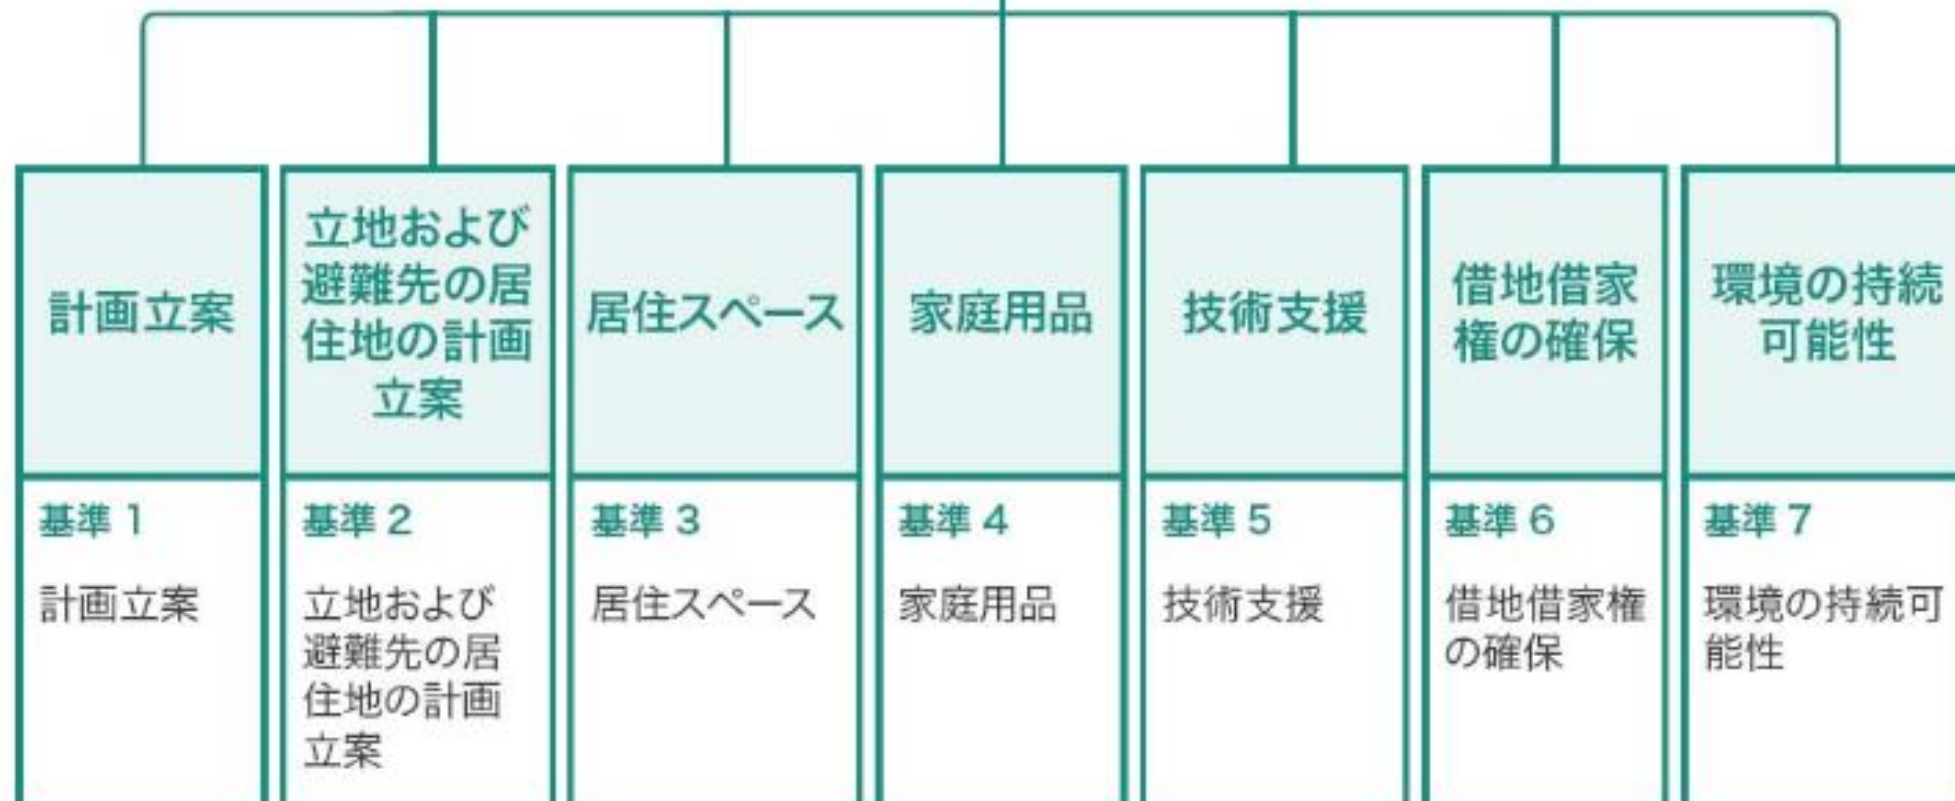 計画立案
立地および
避難先の居
住地の計画
立案
居住スペース
家庭用品
技術支援
借地借家
権の確保
環境の持続
可能性
基準 1
計画立案
基準 2
立地および
避難先の居
住地の計画
立案
基準 3
居住スペース
基準 4
家庭用品
基準 5
技術支援
基準 6
借地借家権
の確保
基準 7
環境の持続可
能性